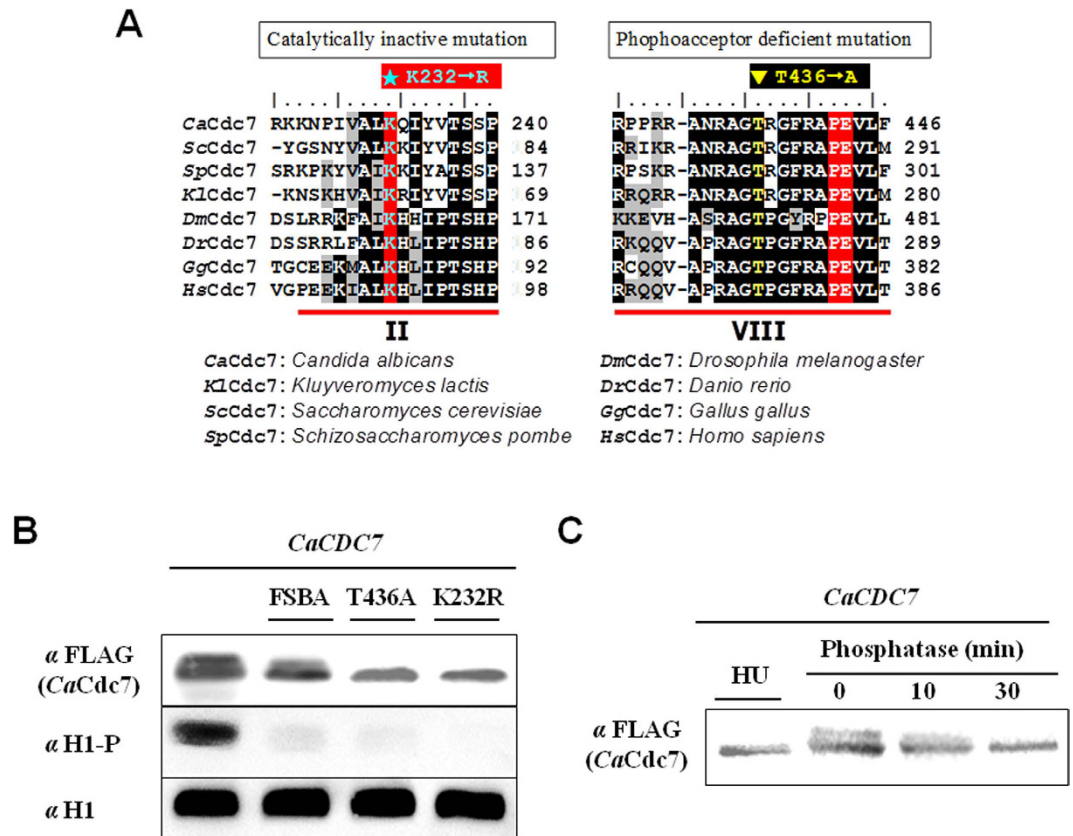 A
Catalytically inactive mutation
Phophoacceptor deficient mutation
★ K232→R
▼ T436→A
|....|....|....|....
|....|....|....|....|.
CaCdc7 RKKNPIVALKQIYVTSSP 240 RPPRR-ANRAGTRGFRAPEVLF 446
ScCdc7 -YGSNYVALKKIYVTSSP 84 RRIKR-ANRAGTRGFRAPEVLM 291
SpCdc7 SRKPKYVAIKKIYATSSP 137 RPSKR-ANRAGTRGFRAPEVLF 301
KlCdc7 -KNSKHVAIKRIYVTSSP 69 RRQRR-ANRAGTRGFRAPEVLM 280
DmCdc7 DSLRRKFAIKHHIPTSHP 171 KKEVH-ASRAGTPGYRPPEVLL 481
DrCdc7 DSSRRLFALKHLIPTSHP 86 RKQQV-APRAGTPGFRAPEVLT 289
GgCdc7 TGCEEKMALKHLIPTSHP 92 RCQQV-APRAGTPGFRAPEVLT 382
HsCdc7 VGPEEKIALKHLIPTSHP 98 RRQQV-APRAGTPGFRAPEVLT 386
II VIII
CaCdc7: Candida albicans
KlCdc7: Kluyveromyces lactis
ScCdc7: Saccharomyces cerevisiae
SpCdc7: Schizosaccharomyces pombe
DmCdc7: Drosophila melanogaster
DrCdc7: Danio rerio
GgCdc7: Gallus gallus
HsCdc7: Homo sapiens
B
CaCDC7
FSBA T436A K232R
α FLAG
(CaCdc7)
α H1-P
α H1
C
CaCDC7
Phosphatase (min)
HU
0 10 30
α FLAG
(CaCdc7)